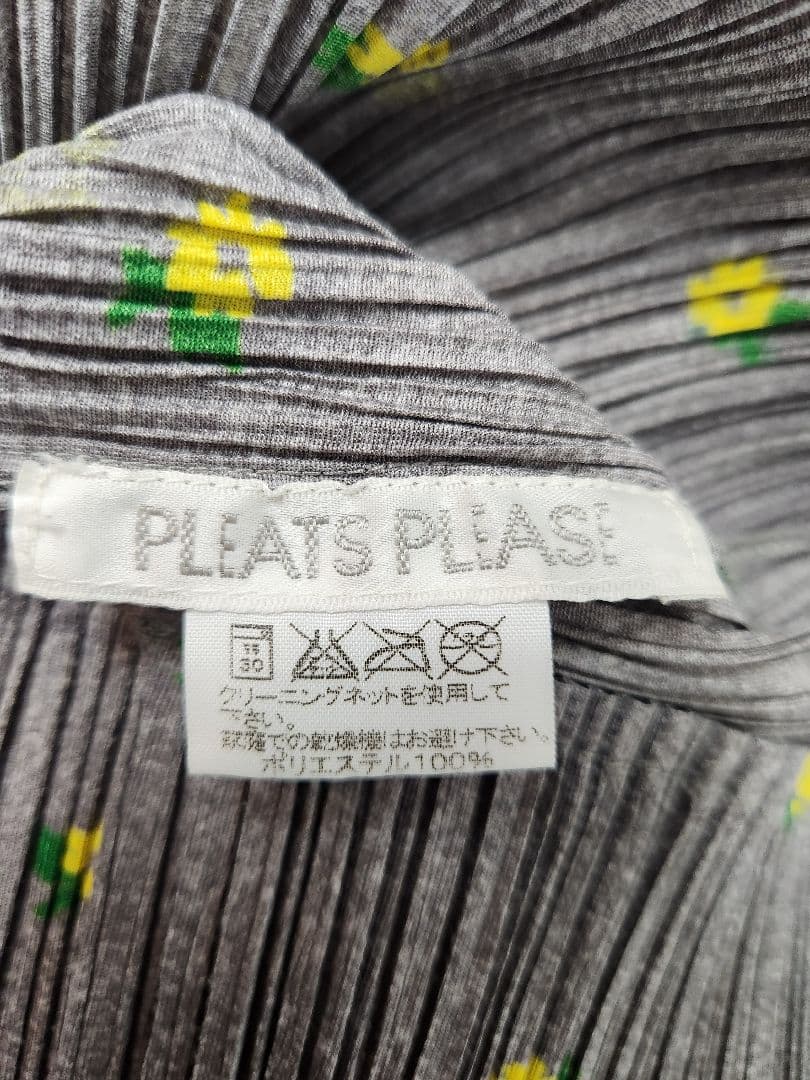 PLEATS PLEASE
30
クリーニングネットを使用して
下さい。
家庭での乾燥機はお避け下さい。
ポリエステル100%